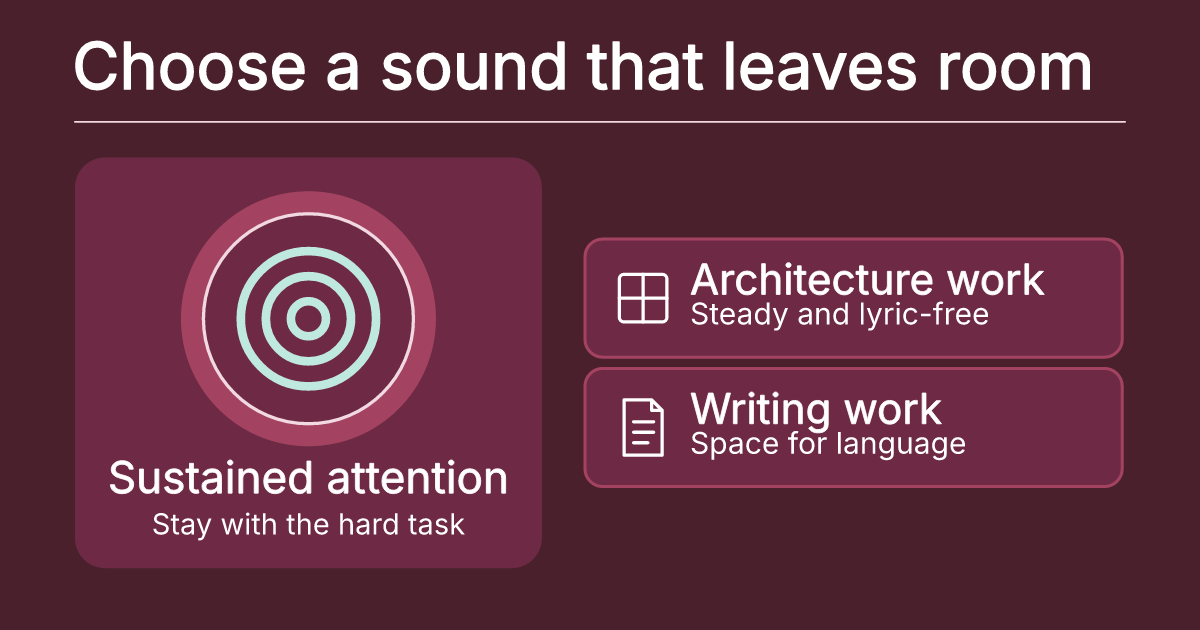 Choose a sound that leaves room
Sustained attention
Stay with the hard task
Architecture work
Steady and lyric-free
Writing work
Space for language